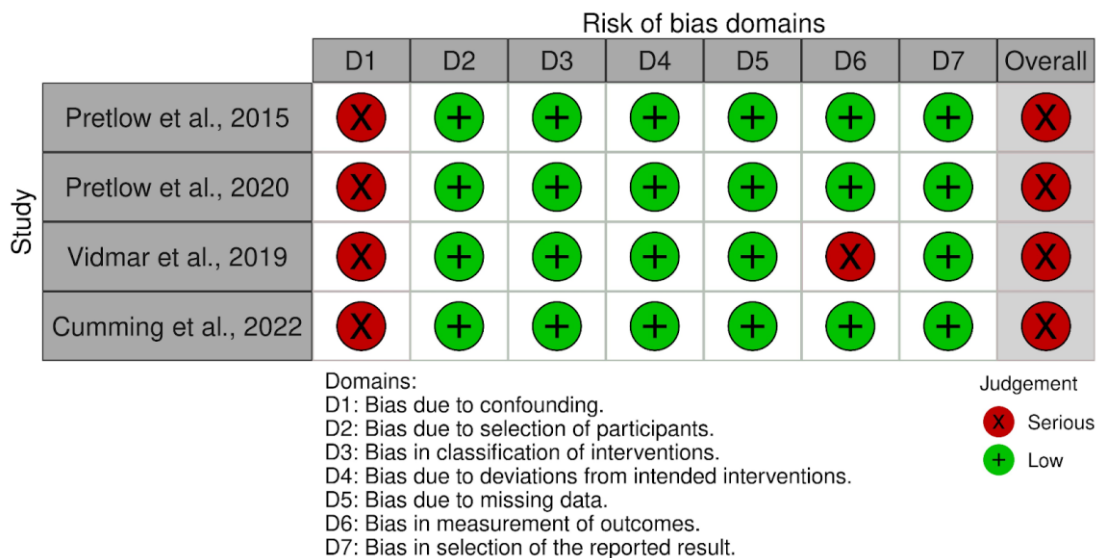 Risk of bias domains
D1 D2 D3 D4 D5 D6 D7 Overall
Study
Pretlow et al., 2015 X + + + + + + X
Pretlow et al., 2020 X + + + + + + X
Vidmar et al., 2019 X + + + + X + X
Cumming et al., 2022 X + + + + + + X
Domains:
D1: Bias due to confounding.
D2: Bias due to selection of participants.
D3: Bias in classification of interventions.
D4: Bias due to deviations from intended interventions.
D5: Bias due to missing data.
D6: Bias in measurement of outcomes.
D7: Bias in selection of the reported result.
Judgement
X Serious
+ Low